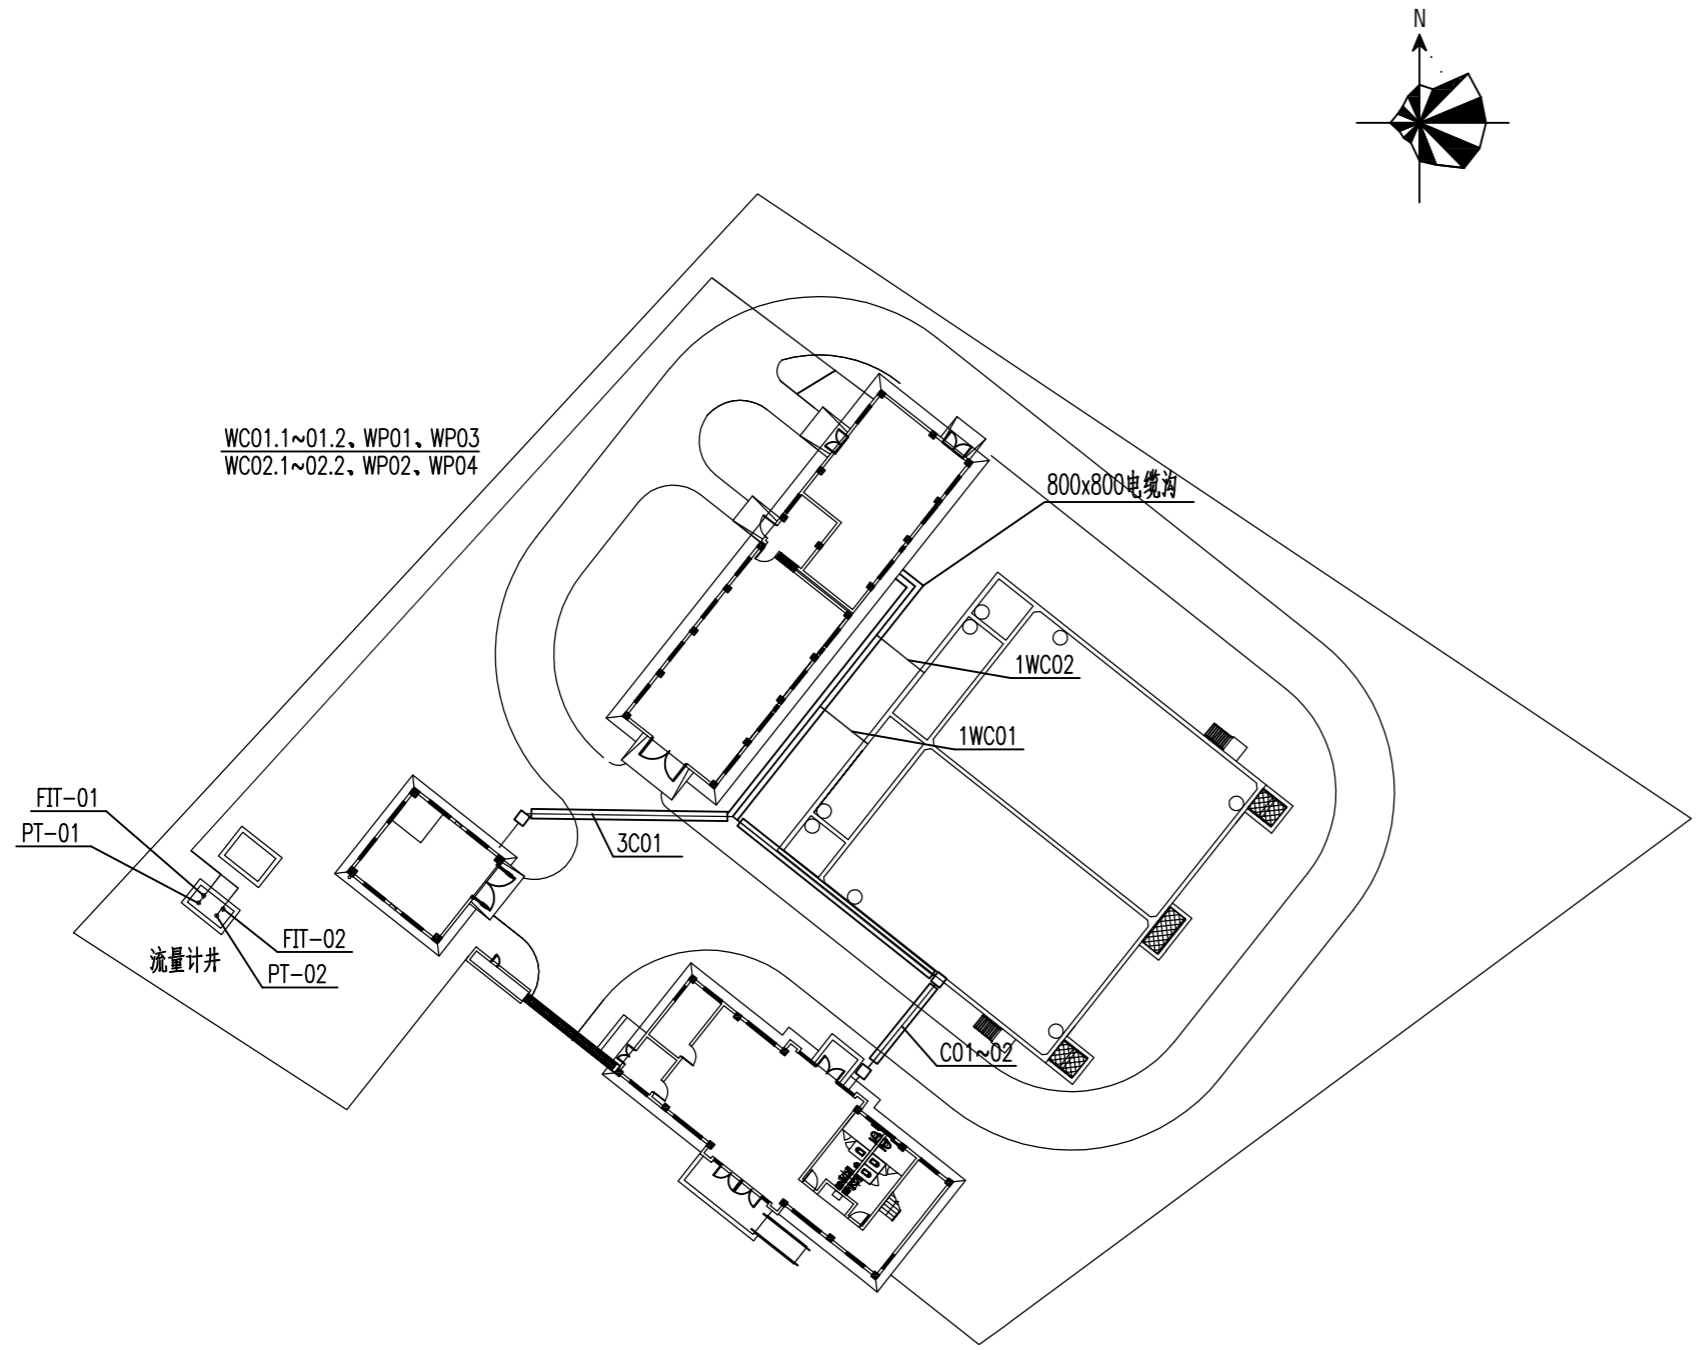 N
WC01.1~01.2、WP01、WP03
WC02.1~02.2、WP02、WP04
800x800电缆沟
1WC02
1WC01
FIT-01
PT-01
3C01
FIT-02
流量计井
PT-02
C01~02